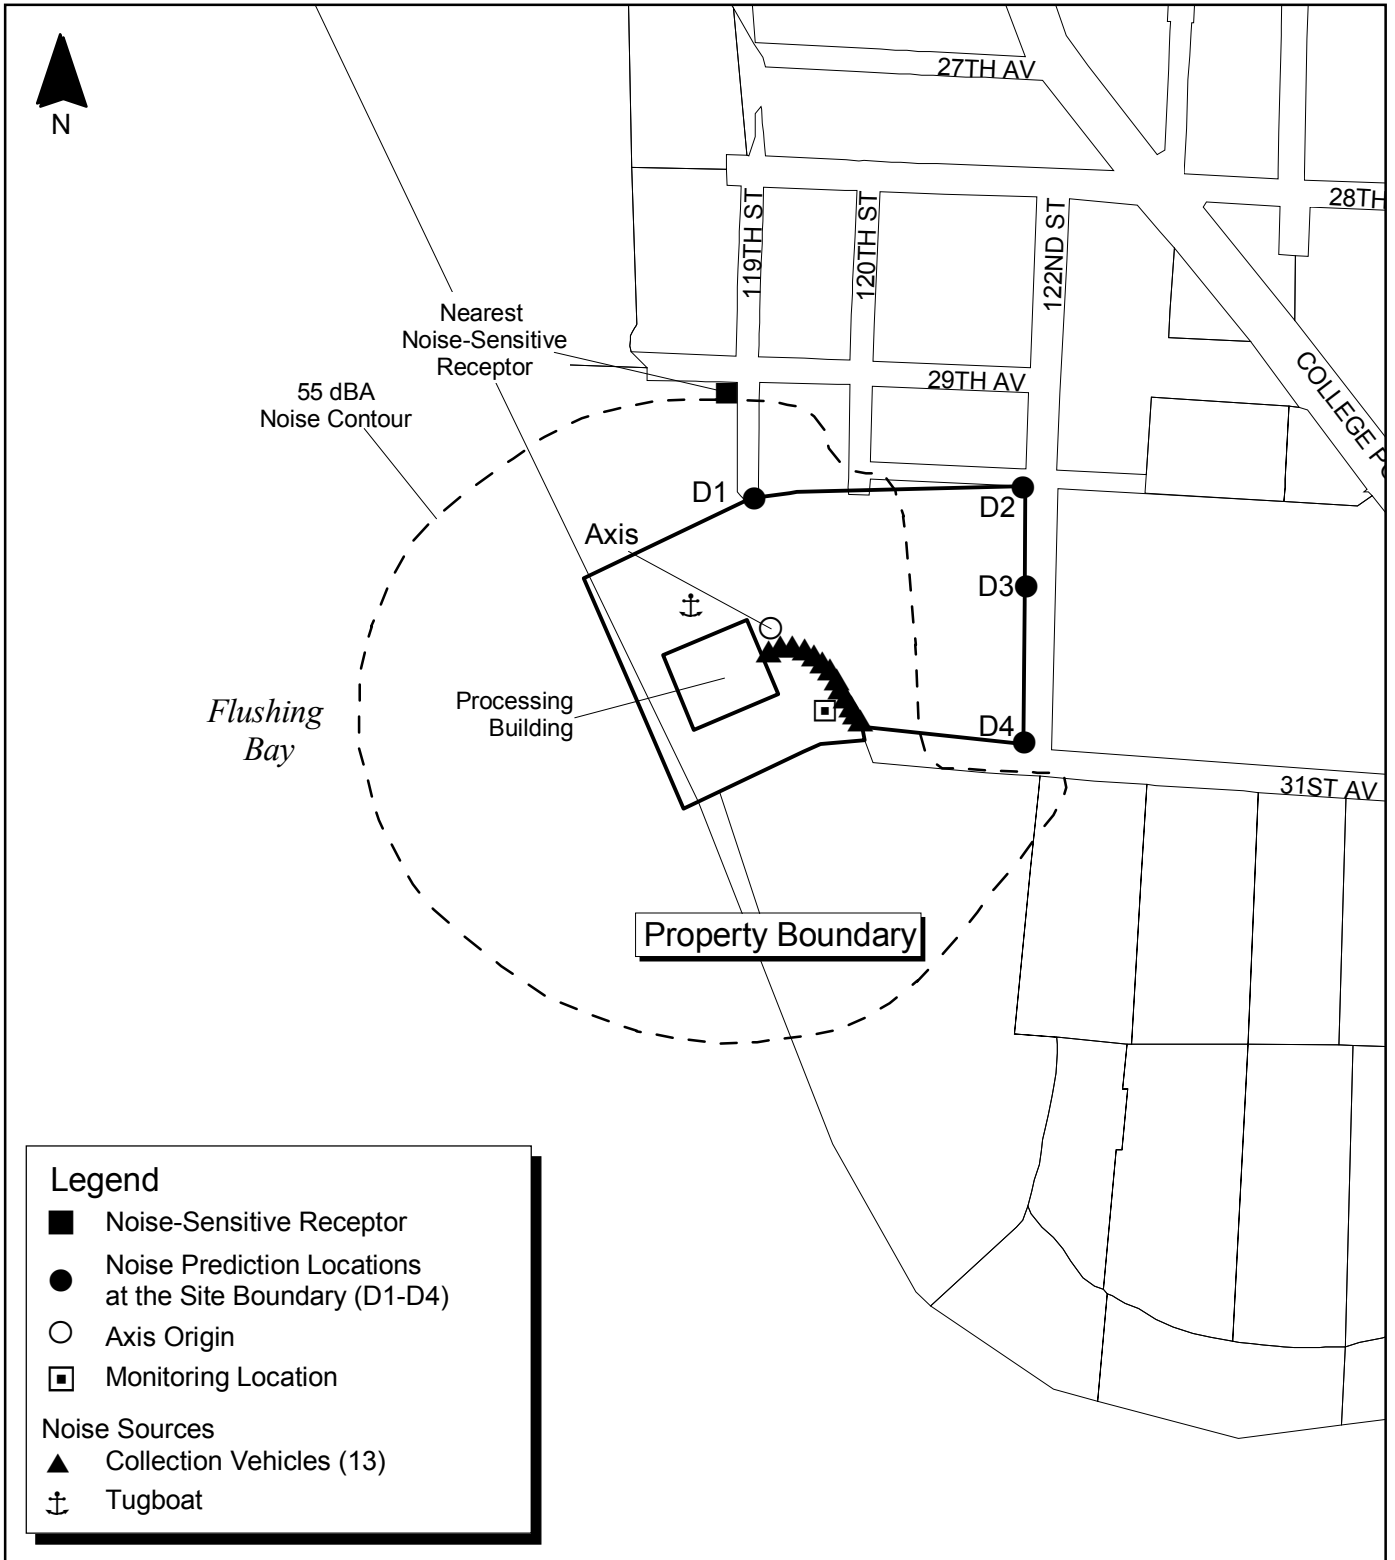 27TH AV
N
28TH
119TH ST
120TH ST
122ND ST
Nearest
Noise-Sensitive
Receptor
29TH AV
COLLEGE
55 dBA
Noise Contour
D1
D2
Axis
D3
Processing
Building
Flushing
Bay
D4
31ST AV
Property Boundary
Legend
Noise-Sensitive Receptor
Noise Prediction Locations
at the Site Boundary (D1-D4)
Axis Origin
Monitoring Location
Noise Sources
Collection Vehicles (13)
Tugboat